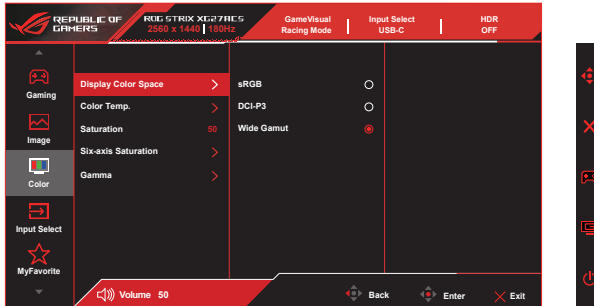 REPUBLIC OF
GAMERS
ROG STRIX XG27ACS
2560 x 1440 180Hz
GameVisual
Racing Mode
Input Select
USB-C
HDR
OFF
Gaming
Image
Color
Input Select
MyFavorite
Display Color Space
Color Temp.
Saturation 50
Six-axis Saturation
Gamma
sRGB
DCI-P3
Wide Gamut
Volume 50
Back
Enter
Exit